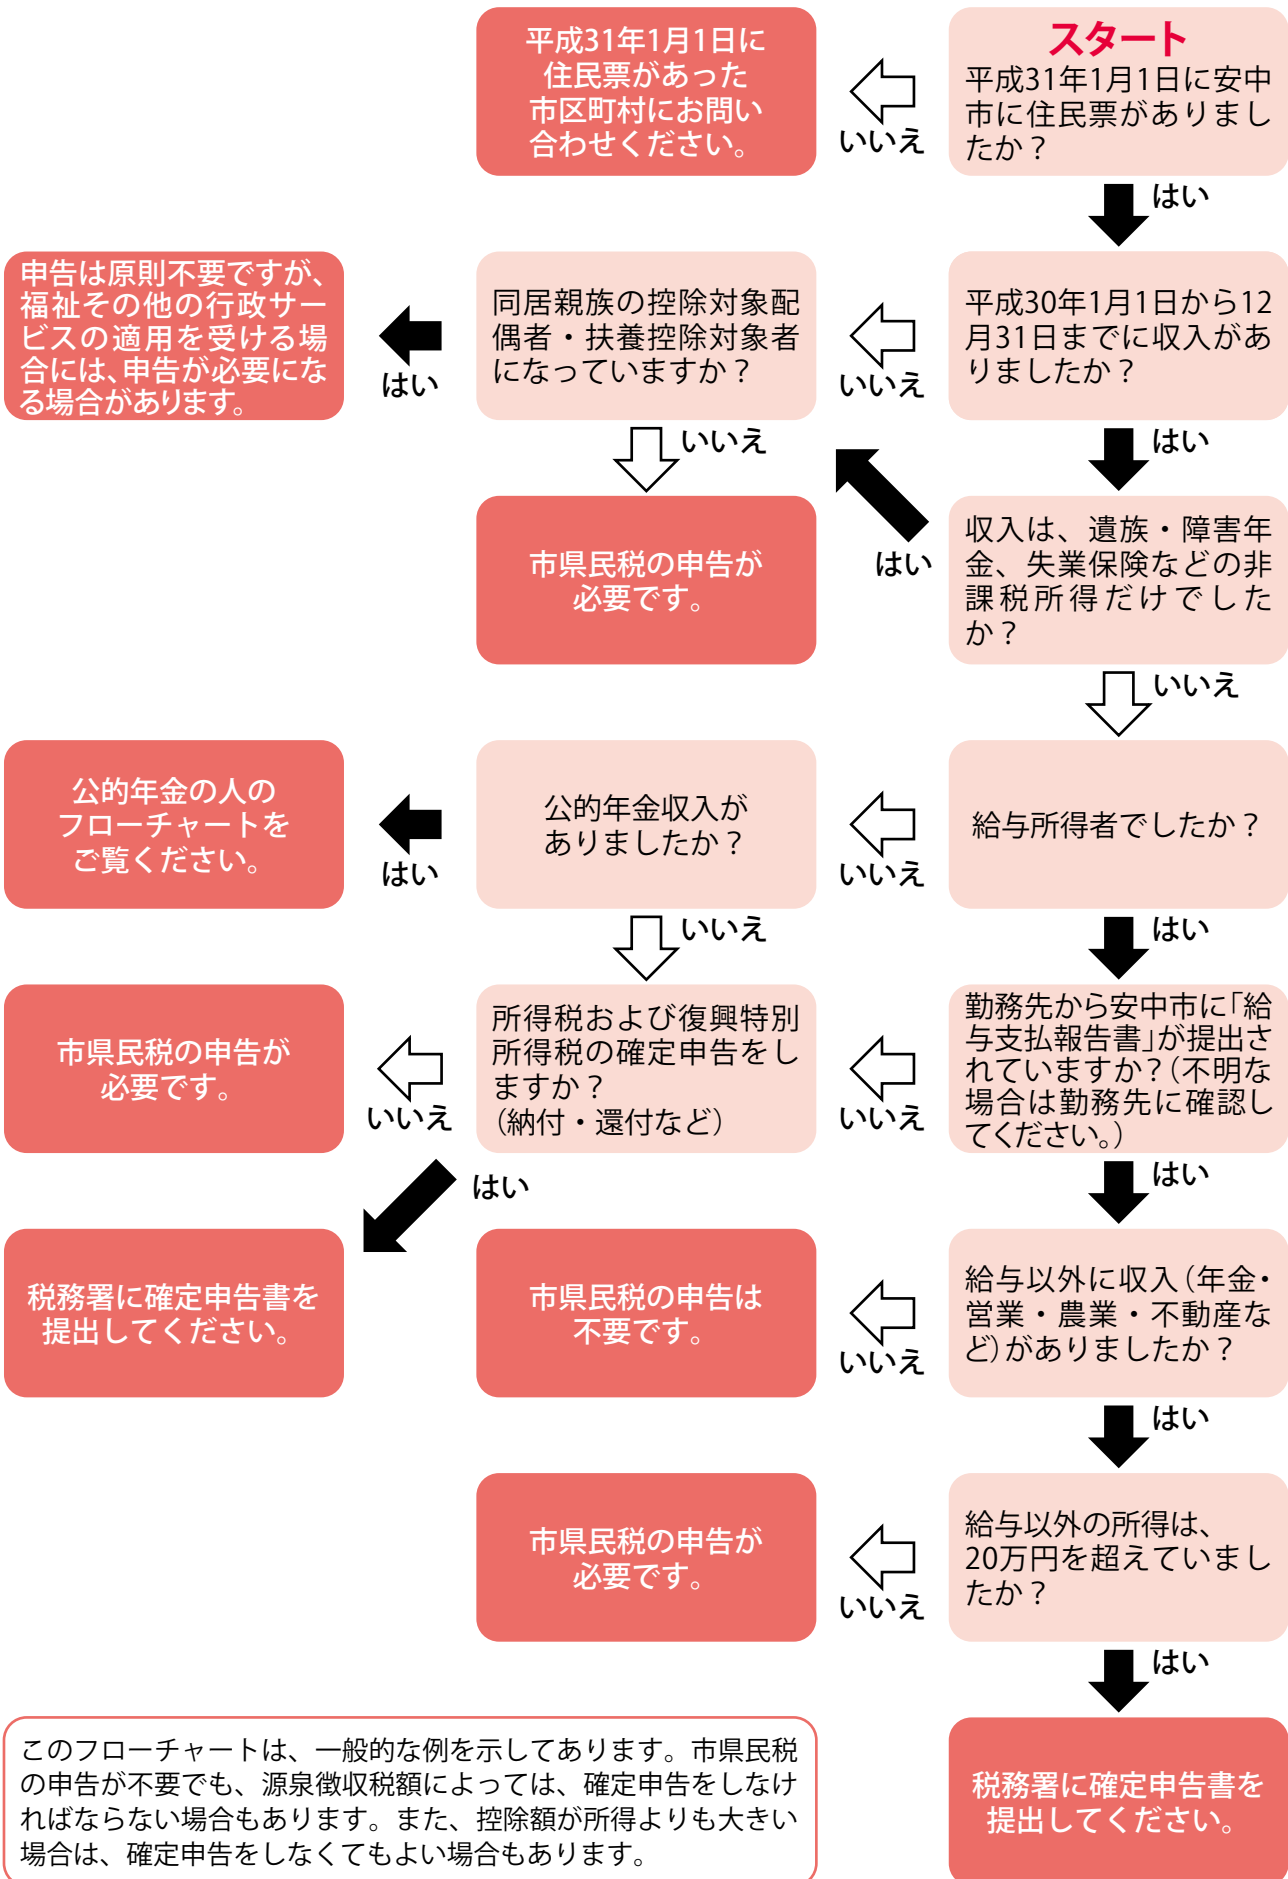 スタート
平成31年1月1日に安中
市に住民票がありまし
たか？
いいえ
平成31年1月1日に
住民票があった
市区町村にお問い
合わせください。
はい
平成30年1月1日から12
月31日までに収入があ
りましたか？
いいえ
同居親族の控除対象配
偶者・扶養控除対象者
になっていますか？
はい
申告は原則不要ですが、
福祉その他の行政サー
ビスの適用を受ける場
合には、申告が必要にな
る場合があります。
いいえ
市県民税の申告が
必要です。
はい
収入は、遺族・障害年
金、失業保険などの非
課税所得だけでした
か？
はい
いいえ
給与所得者でしたか？
いいえ
公的年金収入が
ありましたか？
はい
公的年金の人の
フローチャートを
ご覧ください。
いいえ
はい
勤務先から安中市に「給
与支払報告書」が提出さ
れていますか？（不明な
場合は勤務先に確認し
てください。）
いいえ
所得税および復興特別
所得税の確定申告をし
ますか？
（納付・還付など）
いいえ
市県民税の申告が
必要です。
はい
税務署に確定申告書を
提出してください。
はい
給与以外に収入（年金・
営業・農業・不動産な
ど）がありましたか？
いいえ
市県民税の申告は
不要です。
はい
給与以外の所得は、
20万円を超えていまし
たか？
いいえ
市県民税の申告が
必要です。
はい
税務署に確定申告書を
提出してください。
このフローチャートは、一般的な例を示してあります。市県民税
の申告が不要でも、源泉徴収税額によっては、確定申告をしなけ
ればならない場合もあります。また、控除額が所得よりも大きい
場合は、確定申告をしなくてもよい場合もあります。